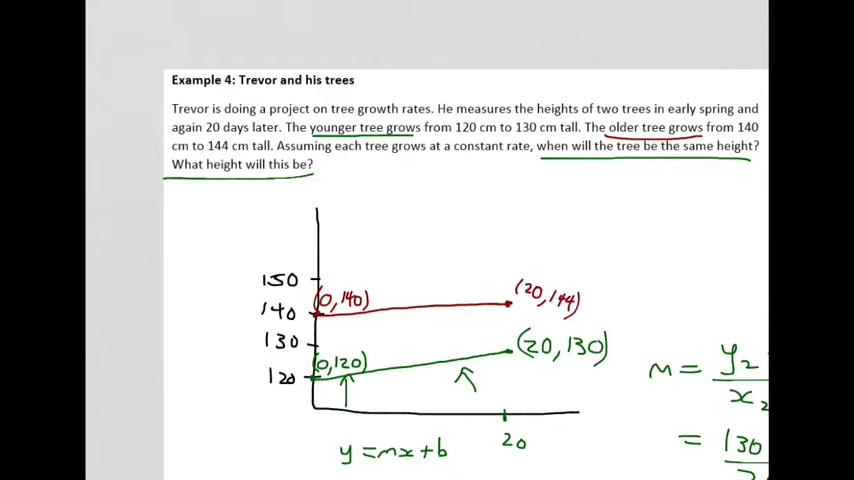 Example 4: Trevor and his trees
Trevor is doing a project on tree growth rates. He measures the heights of two trees in early spring and
again 20 days later. The younger tree grows from 120 cm to 130 cm tall. The older tree grows from 140
cm to 144 cm tall. Assuming each tree grows at a constant rate, when will the tree be the same height?
What height will this be?
150
(0,140)
(20,144)
140
130
(20,130)
(0,120)
120
20
y=mx+b
m = y2
x2
= 130